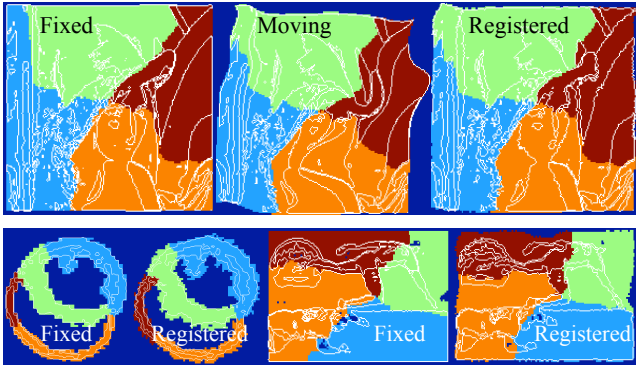 Fixed
Moving
Registered
Fixed
Registered
Fixed
Registered